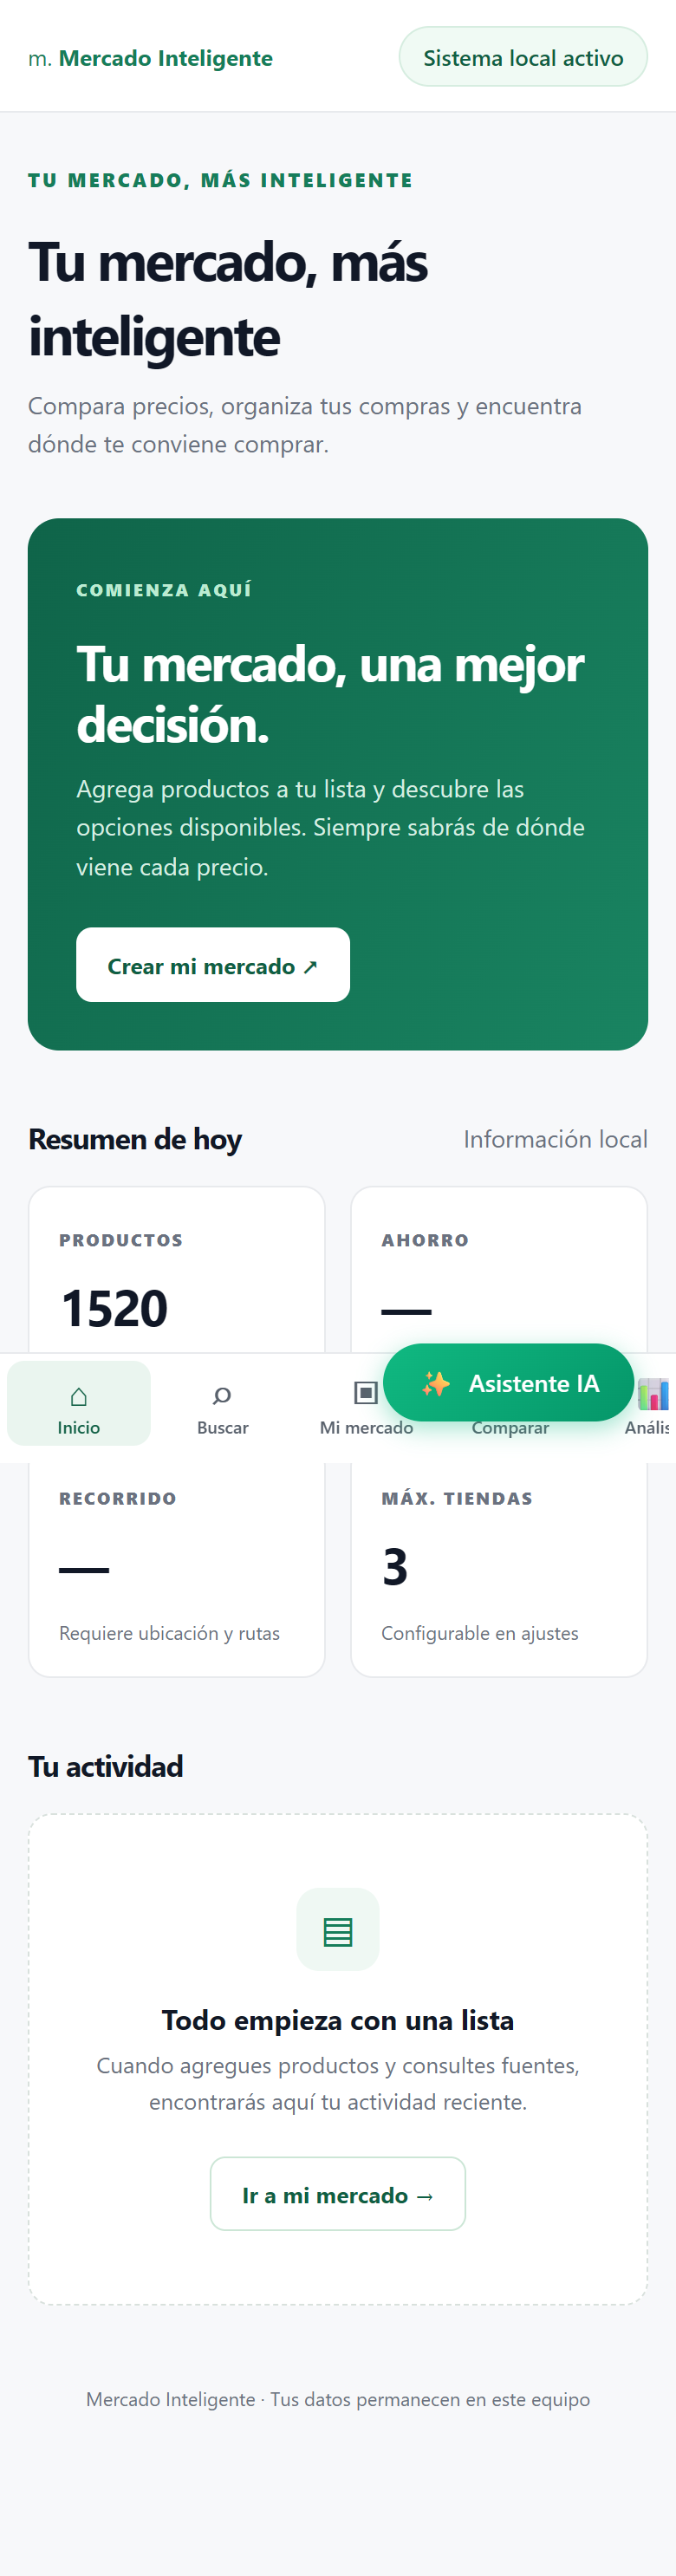 m. Mercado Inteligente
Sistema local activo
TU MERCADO, MÁS INTELIGENTE
Tu mercado, más
inteligente
Compara precios, organiza tus compras y encuentra
dónde te conviene comprar.
COMIENZA AQUÍ
Tu mercado, una mejor
decisión.
Agrega productos a tu lista y descubre las
opciones disponibles. Siempre sabrás de dónde
viene cada precio.
Crear mi mercado ↗
Resumen de hoy
Información local
PRODUCTOS
1520
AHORRO
—
Asistente IA
Inicio
Buscar
Mi mercado
Comparar
Anális
RECORRIDO
—
Requiere ubicación y rutas
MÁX. TIENDAS
3
Configurable en ajustes
Tu actividad
Todo empieza con una lista
Cuando agregues productos y consultes fuentes,
encontrarás aquí tu actividad reciente.
Ir a mi mercado →
Mercado Inteligente · Tus datos permanecen en este equipo